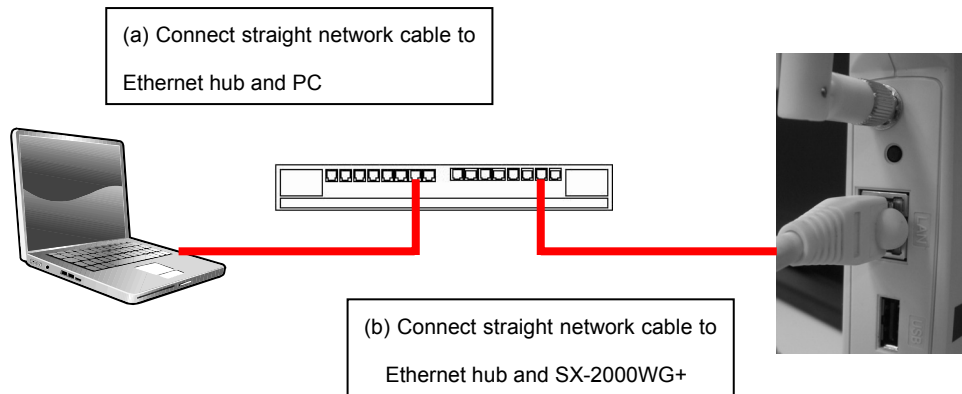 (a) Connect straight network cable to
Ethernet hub and PC
(b) Connect straight network cable to
Ethernet hub and SX-2000WG+
LAN
USB